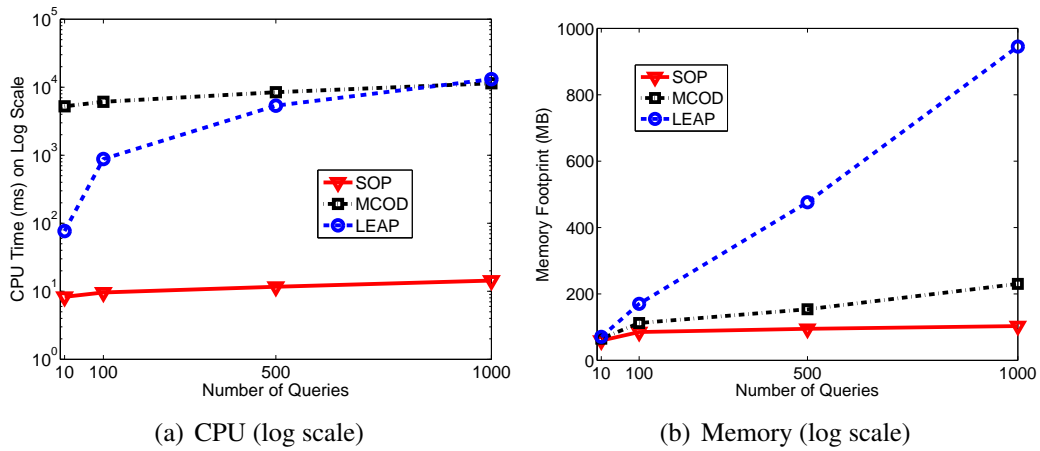 10^5
10^4
10^3
10^2
10^1
10^0
CPU Time (ms) on Log Scale
SOP
MCOD
LEAP
10 100 500 1000
Number of Queries
(a) CPU (log scale)
1000
800
600
400
200
0
Memory Footprint (MB)
SOP
MCOD
LEAP
10 100 500 1000
Number of Queries
(b) Memory (log scale)